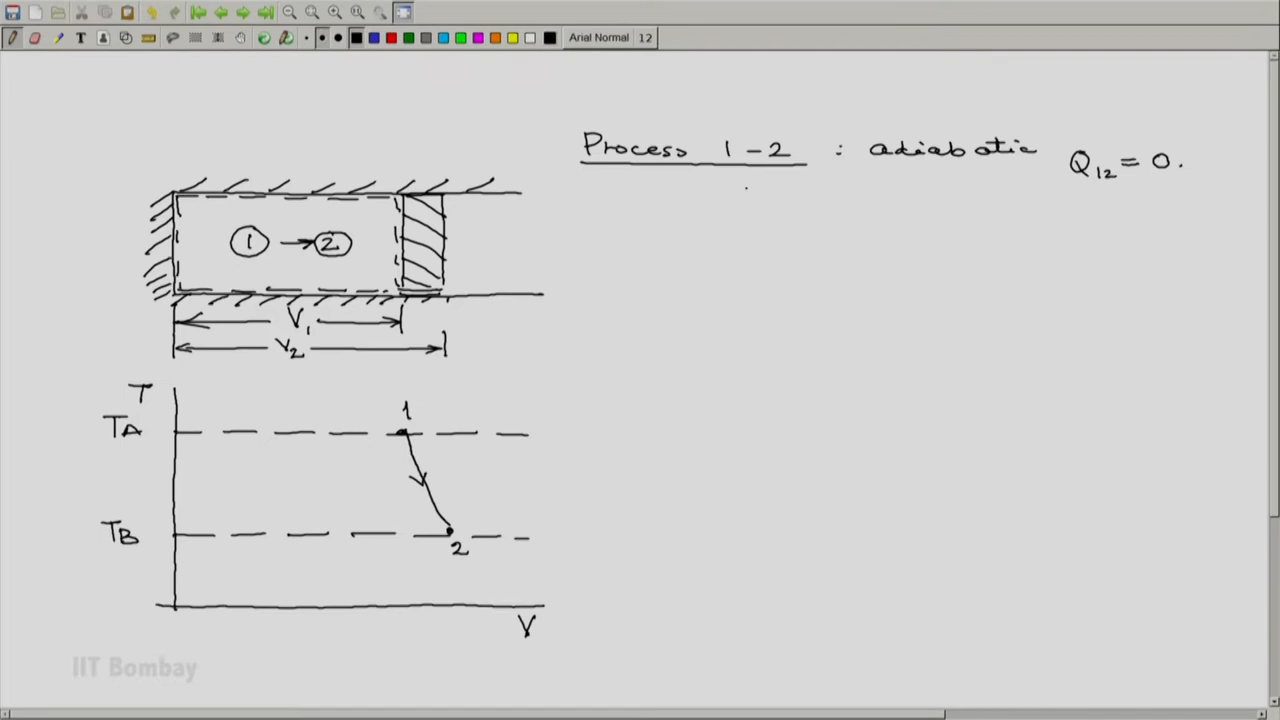 Arial Normal 12
Process 1 - 2 : adiabatic Q12 = 0.
1 → 2
V1
V2
T
TA
1
TB
2
V
IIT Bombay